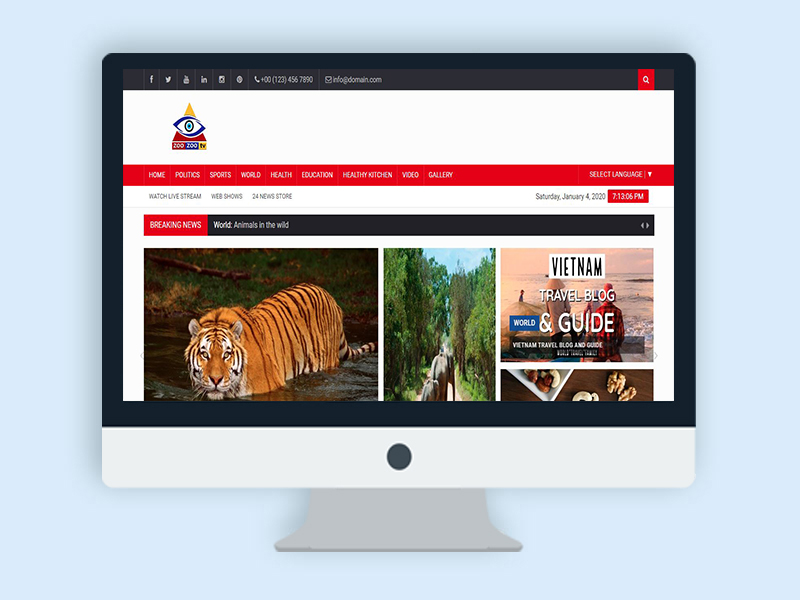 +00 (123) 456 7890 info@domain.com
ZOO ZOO tv
HOME POLITICS SPORTS WORLD HEALTH EDUCATION HEALTHY KITCHEN VIDEO GALLERY SELECT LANGUAGE | ▼
WATCH LIVE STREAM WEB SHOWS 24 NEWS STORE Saturday, January 4, 2020 7:13:06 PM
BREAKING NEWS World: Animals in the wild
VIETNAM
TRAVEL BLOG
& GUIDE
WORLD
VIETNAM TRAVEL BLOG AND GUIDE
WORLD TRAVEL FAMILY